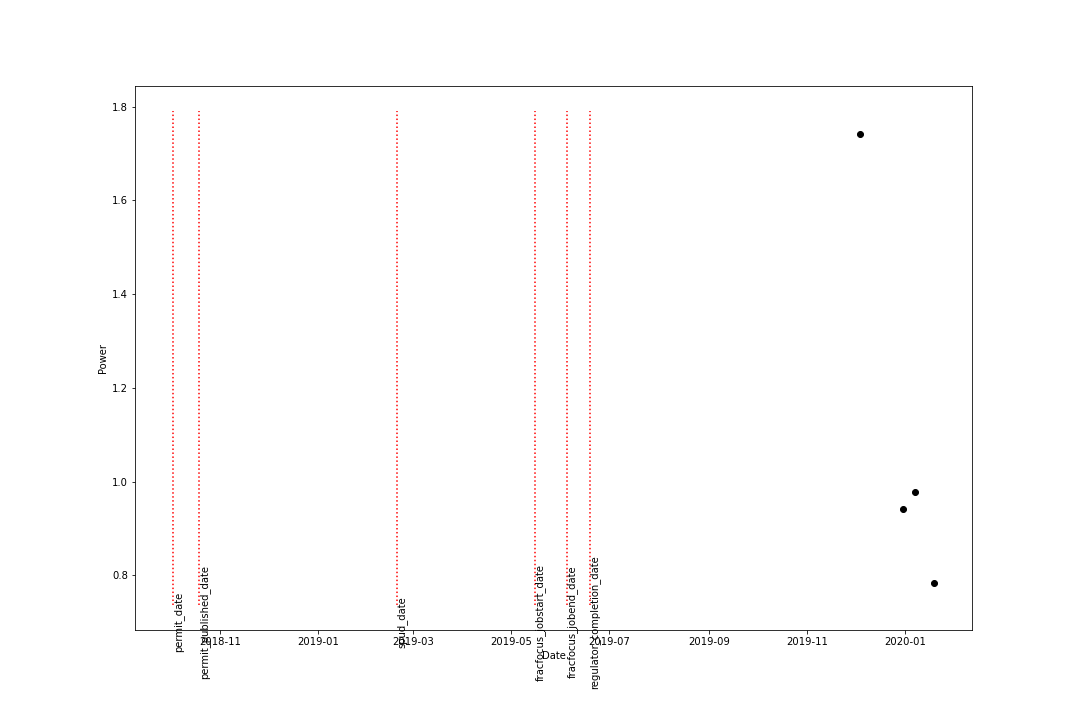 1.8
1.6
1.4
1.2
1.0
0.8
Power
permit_date
permit_published_date
spud_date
fracfocus_jobstart_date
fracfocus_jobend_date
regulatory_completion_date
2018-11
2019-01
2019-03
2019-05
2019-07
2019-09
2019-11
2020-01
Date